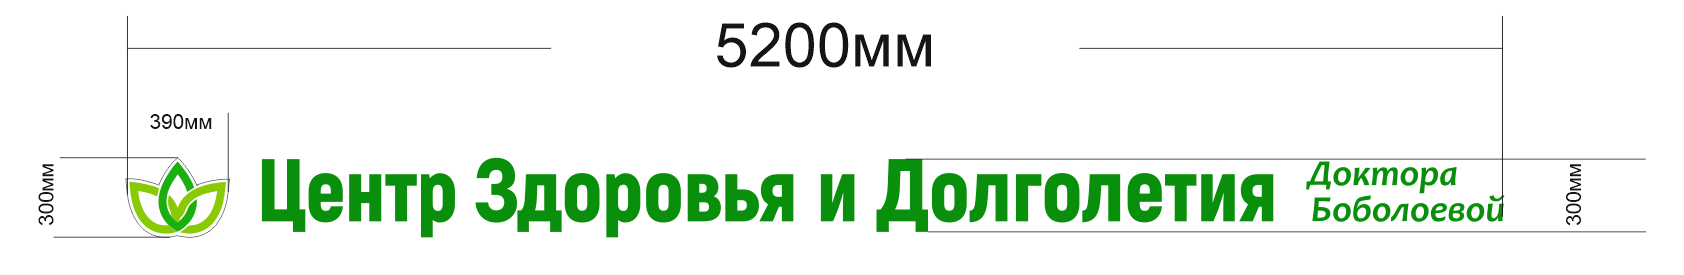 5200мм
390мм
300мм
Центр Здоровья и Долголетия
Доктора
Боболоевой
300мм